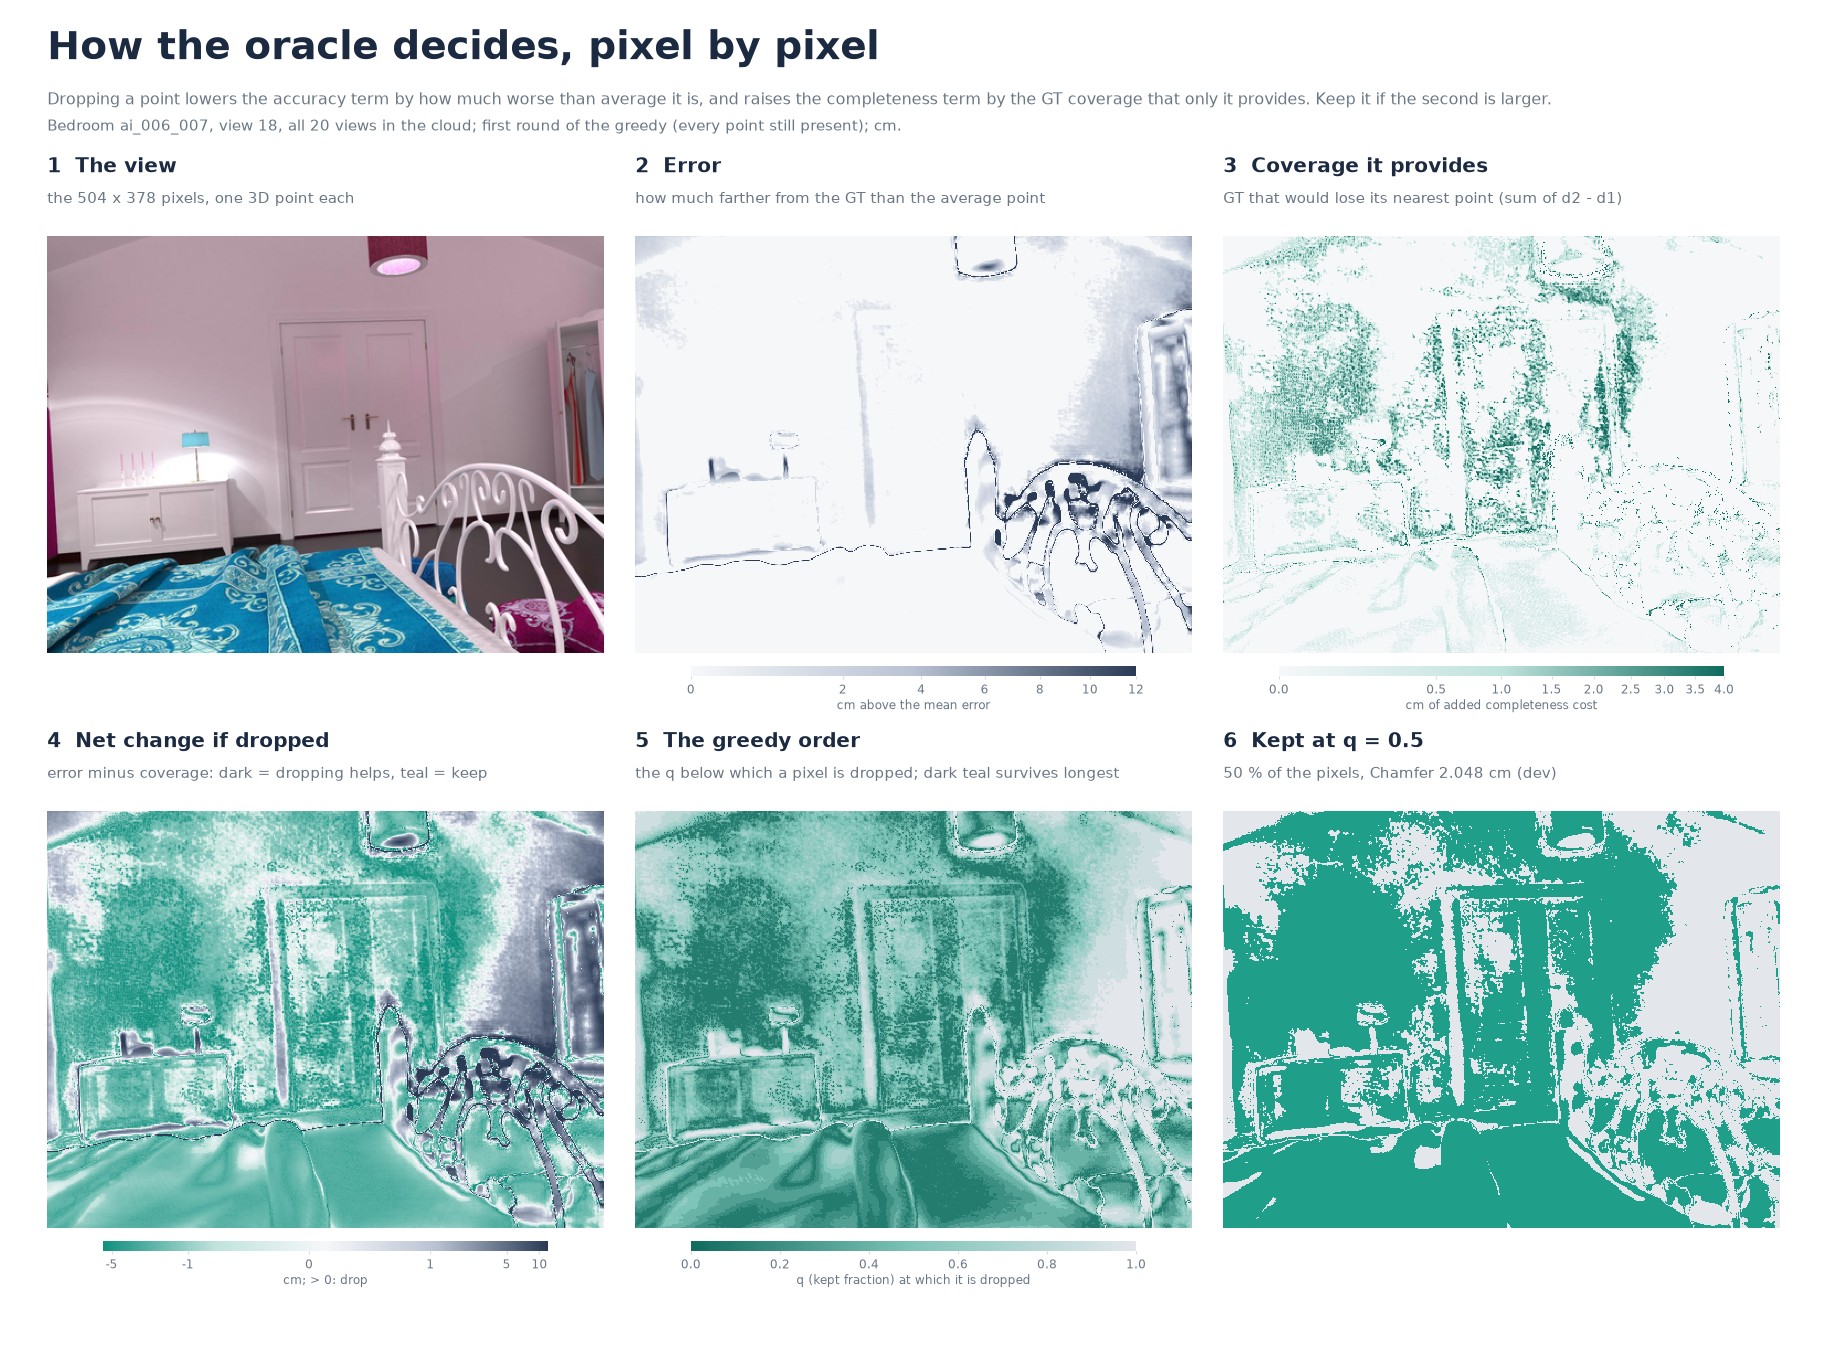 How the oracle decides, pixel by pixel
Dropping a point lowers the accuracy term by how much worse than average it is, and raises the completeness term by the GT coverage that only it provides. Keep it if the second is larger.
Bedroom ai_006_007, view 18, all 20 views in the cloud; first round of the greedy (every point still present); cm.
1 The view
the 504 x 378 pixels, one 3D point each
2 Error
how much farther from the GT than the average point
0 2 4 6 8 10 12
cm above the mean error
3 Coverage it provides
GT that would lose its nearest point (sum of d2 - d1)
0.0 0.5 1.0 1.5 2.0 2.5 3.0 3.5 4.0
cm of added completeness cost
4 Net change if dropped
error minus coverage: dark = dropping helps, teal = keep
-5 -1 0 1 5 10
cm; > 0: drop
5 The greedy order
the q below which a pixel is dropped; dark teal survives longest
0.0 0.2 0.4 0.6 0.8 1.0
q (kept fraction) at which it is dropped
6 Kept at q = 0.5
50 % of the pixels, Chamfer 2.048 cm (dev)